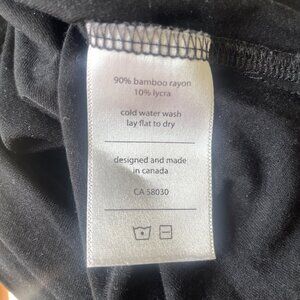 90% bamboo rayon
10% lycra
cold water wash
lay flat to dry
designed and made
in canada
CA 58030